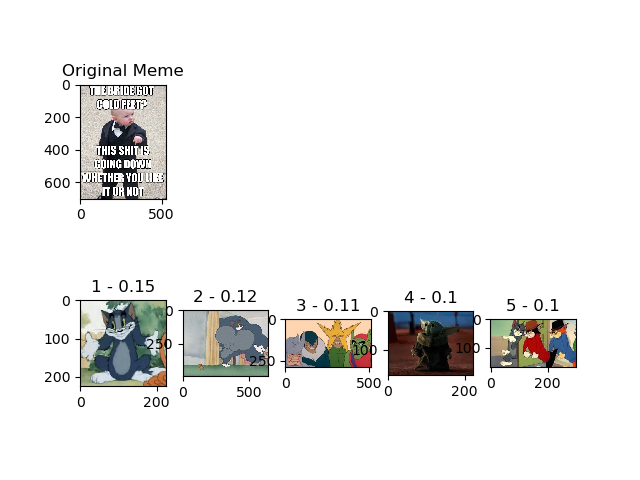 Original Meme
0
200
400
600
0
500
THE BRIDE GOT
COLD FEET?
THIS SHIT IS
GOING DOWN
WHETHER YOU LIKE
IT OR NOT
1 - 0.15
0
100
200
0
200
2 - 0.12
0
250
0
500
3 - 0.11
0
250
0
500
4 - 0.1
0
100
0
200
5 - 0.1
0
100
0
200